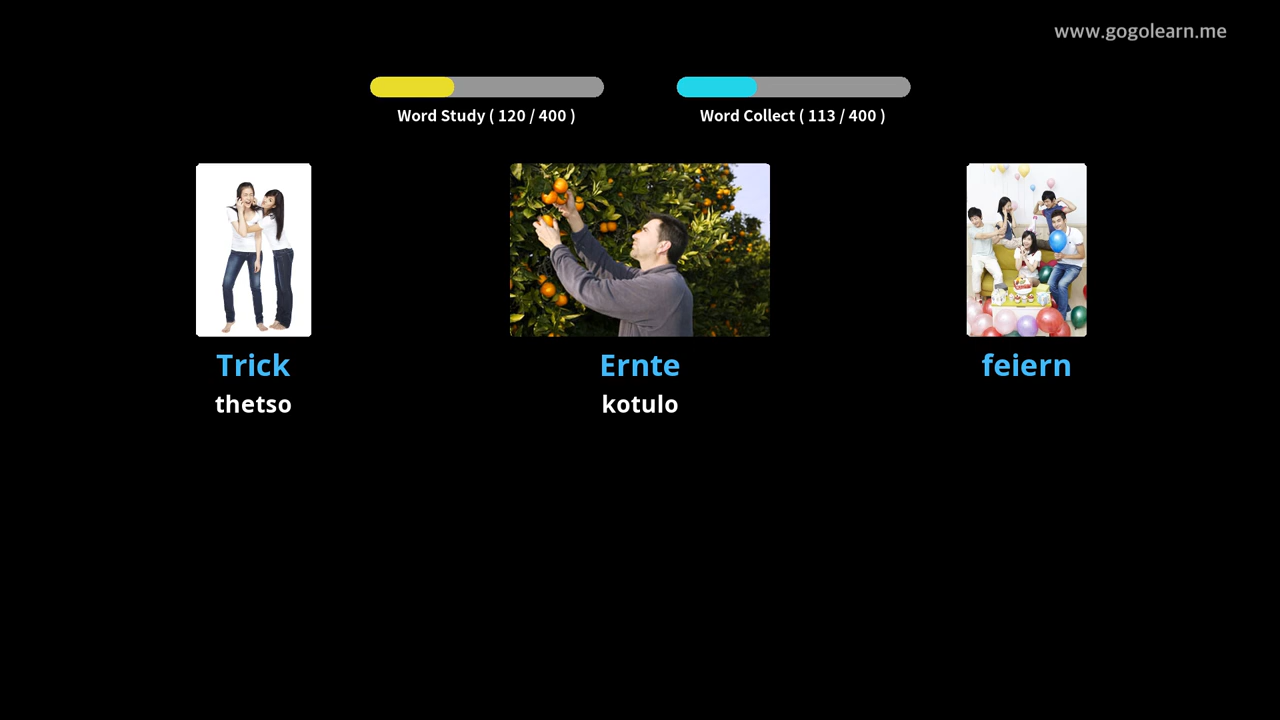 www.gogolearn.me
Word Study ( 120 / 400 )
Word Collect ( 113 / 400 )
Trick
thetso
Ernte
kotulo
feiern